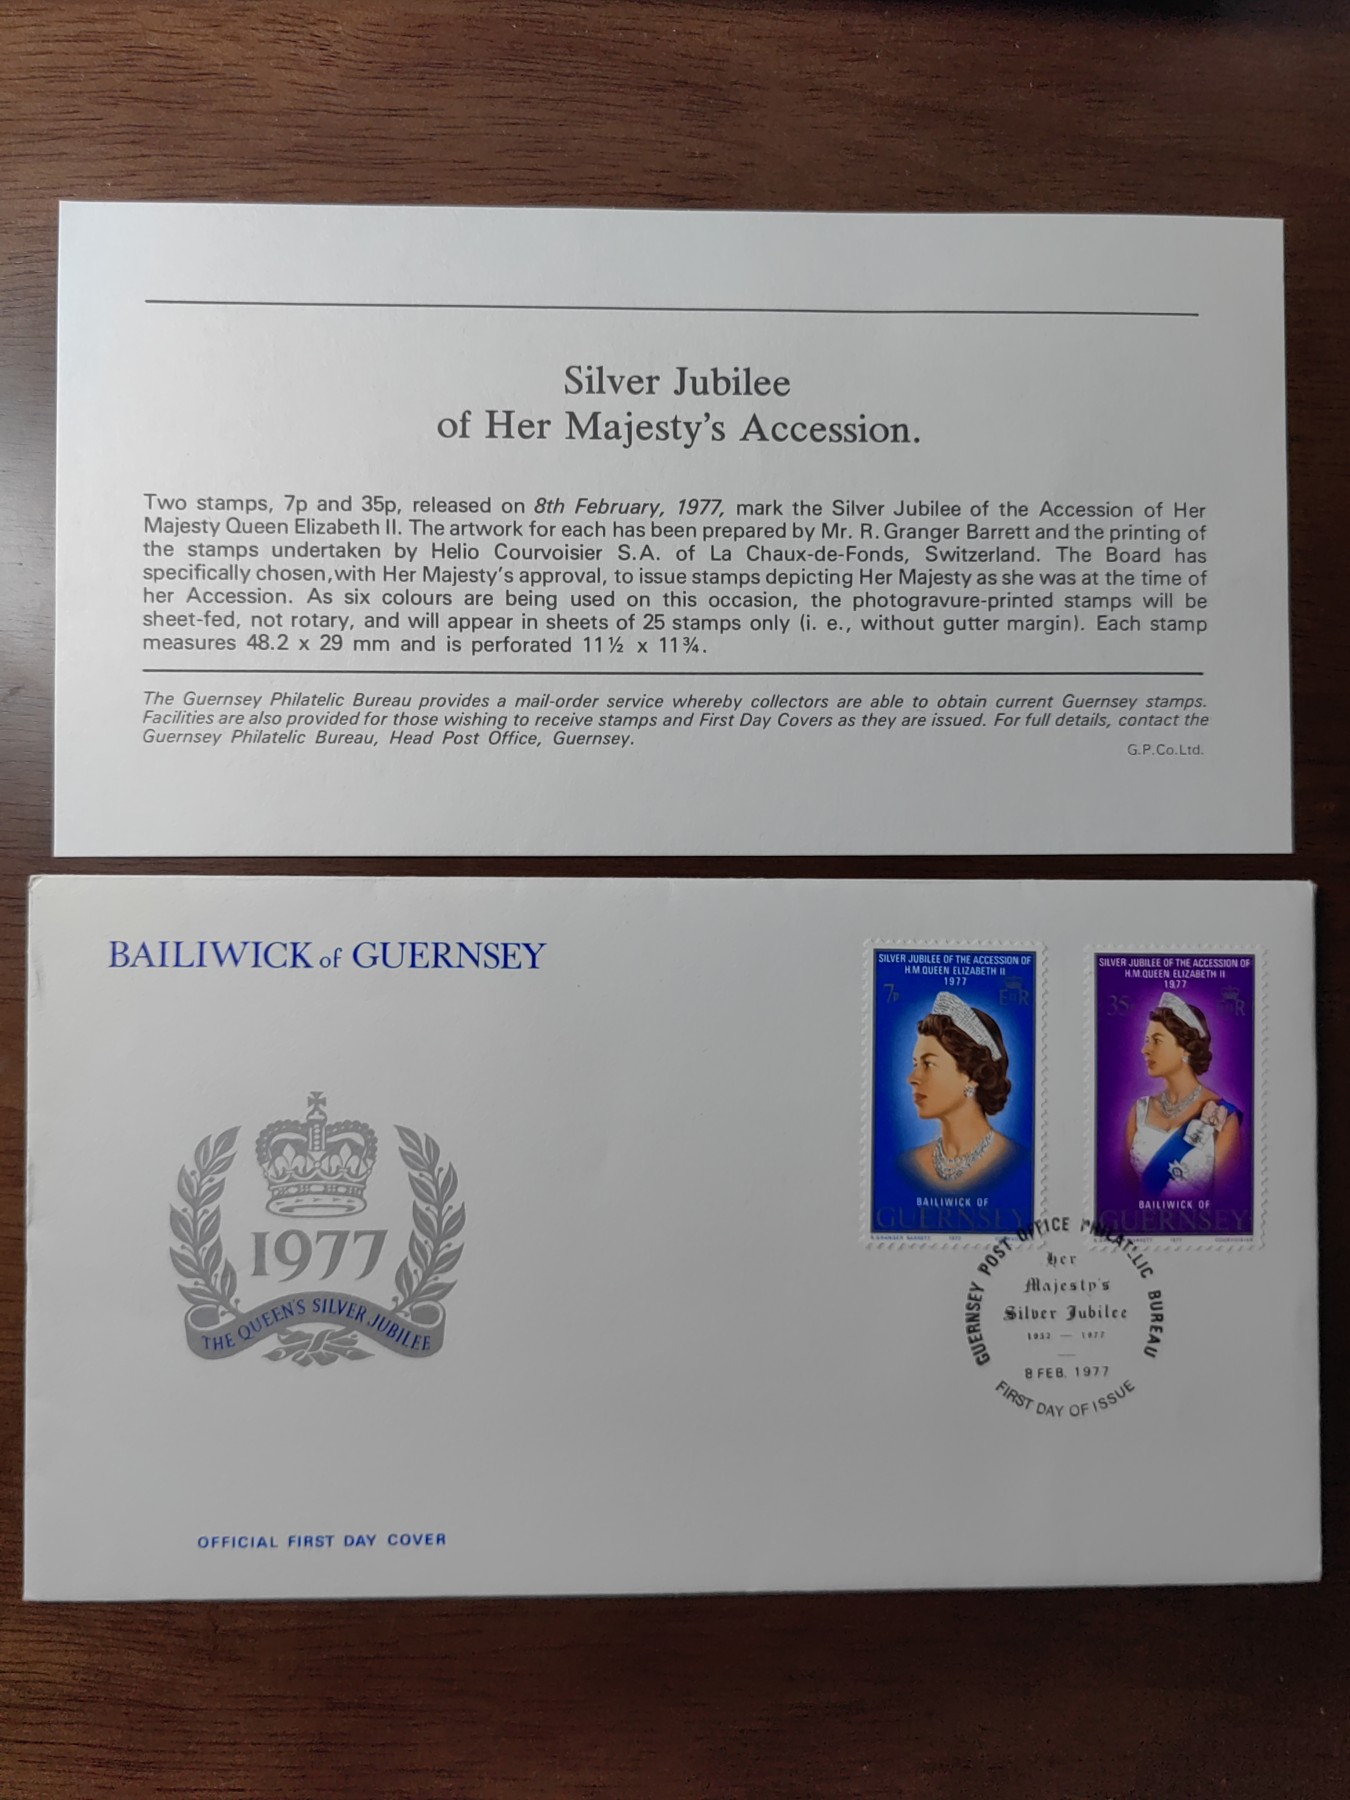 Silver Jubilee
of Her Majesty's Accession.
Two stamps, 7p and 35p, released on 8th February, 1977, mark the Silver Jubilee of the Accession of Her
Majesty Queen Elizabeth II. The artwork for each has been prepared by Mr. R. Granger Barrett and the printing of
the stamps undertaken by Helio Courvoisier S.A. of La Chaux-de-Fonds, Switzerland. The Board has
specifically chosen, with Her Majesty's approval, to issue stamps depicting Her Majesty as she was at the time of
her Accession. As six colours are being used on this occasion, the photogravure-printed stamps will be
sheet-fed, not rotary, and will appear in sheets of 25 stamps only (i. e., without gutter margin). Each stamp
measures 48.2 x 29 mm and is perforated 11½ x 11¾.
The Guernsey Philatelic Bureau provides a mail-order service whereby collectors are able to obtain current Guernsey stamps.
Facilities are also provided for those wishing to receive stamps and First Day Covers as they are issued. For full details, contact the
Guernsey Philatelic Bureau, Head Post Office, Guernsey.
G.P.Co.Ltd.
BAILIWICK of GUERNSEY
1977
THE QUEEN'S SILVER JUBILEE
OFFICIAL FIRST DAY COVER
SILVER JUBILEE OF THE ACCESSION OF
H.M.QUEEN ELIZABETH II
1977
7p
E II R
BAILIWICK OF
GUERNSEY
R.GRANGER BARRETT 1977
SILVER JUBILEE OF THE ACCESSION OF
H.M.QUEEN ELIZABETH II
1977
35
BAILIWICK OF
GUERNSEY
BARRETT 1977 COURVOISIER
GUERNSEY POST OFFICE PHILATELIC BUREAU
Her
Majesty's
Silver Jubilee
1952 — 1977
8 FEB. 1977
FIRST DAY OF ISSUE